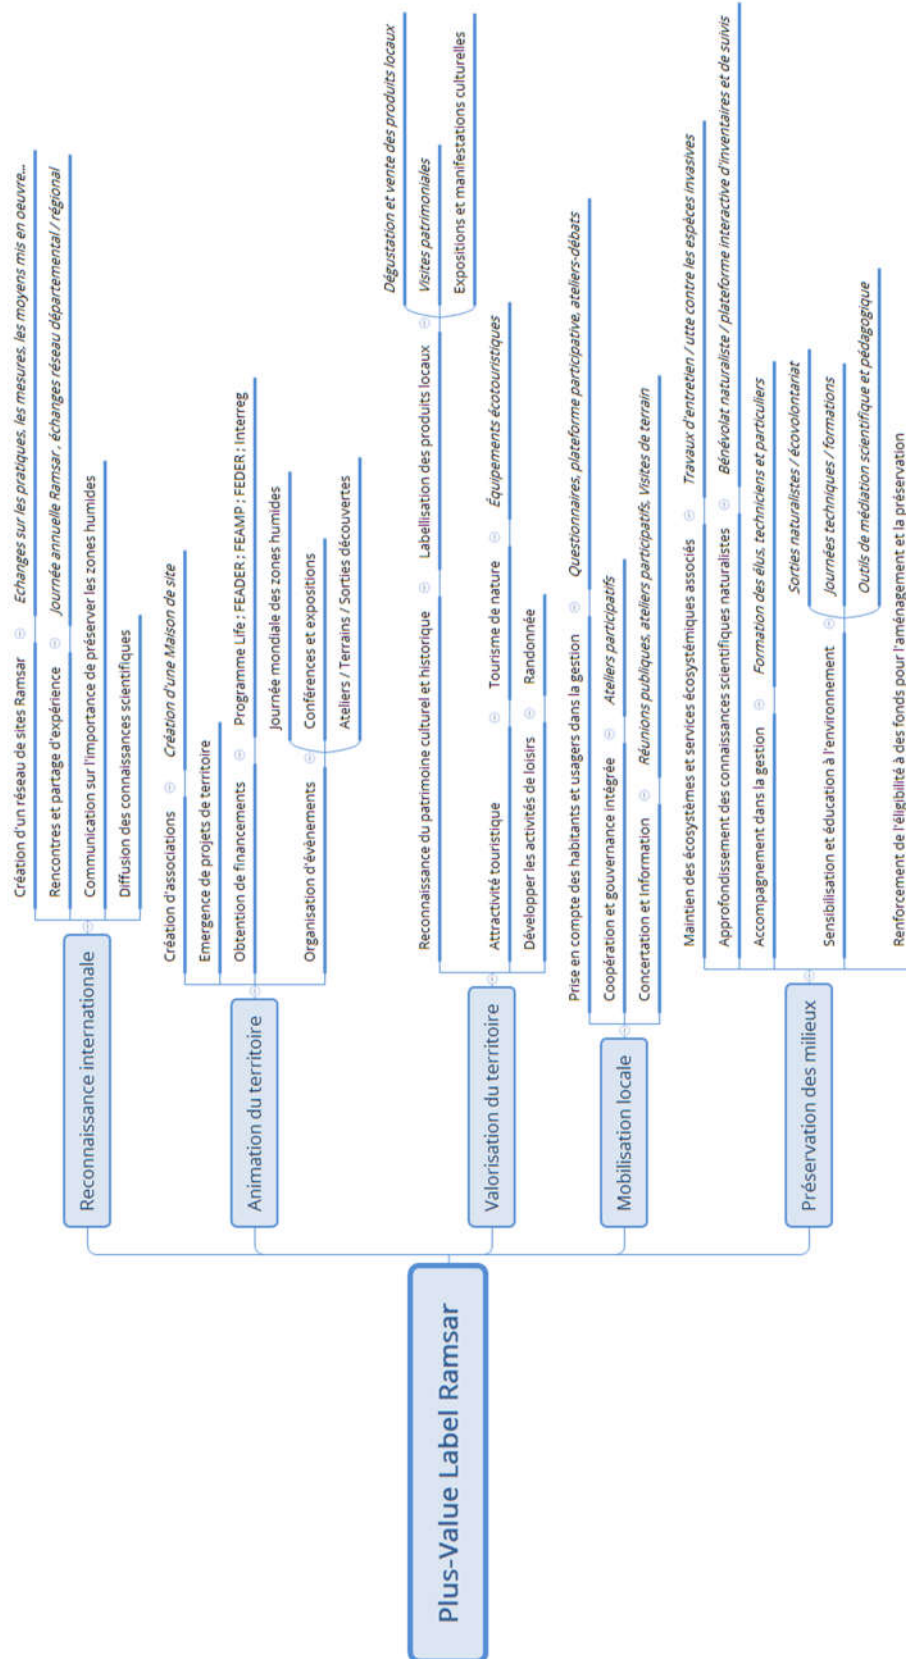 Plus-Value Label Ramsar
Reconnaissance internationale
Création d'un réseau de sites Ramsar
Echanges sur les pratiques, les mesures, les moyens mis en oeuvre...
Rencontres et partage d'expérience
Journée annuelle Ramsar , échanges réseau départemental / régional
Communication sur l'importance de préserver les zones humides
Diffusion des connaissances scientifiques
Animation du territoire
Création d'associations
Création d'une Maison de site
Emergence de projets de territoire
Obtention de financements
Programme Life ; FEADER ; FEAMP ; FEDER ; Interreg
Organisation d'évènements
Journée mondiale des zones humides
Conférences et expositions
Ateliers / Terrains / Sorties découvertes
Valorisation du territoire
Reconnaissance du patrimoine culturel et historique
Labellisation des produits locaux
Dégustation et vente des produits locaux
Visites patrimoniales
Expositions et manifestations culturelles
Attractivité touristique
Tourisme de nature
Équipements écotouristiques
Développer les activités de loisirs
Randonnée
Mobilisation locale
Prise en compte des habitants et usagers dans la gestion
Questionnaires, plateforme participative, ateliers-débats
Coopération et gouvernance intégrée
Ateliers participatifs
Concertation et Information
Réunions publiques, ateliers participatifs, Visites de terrain
Préservation des milieux
Maintien des écosystèmes et services écosystémiques associés
Travaux d'entretien / utte contre les espèces invasives
Approfondissement des connaissances scientifiques naturalistes
Bénévolat naturaliste / plateforme interactive d'inventaires et de suivis
Accompagnement dans la gestion
Formation des élus, techniciens et particuliers
Sensibilisation et éducation à l'environnement
Sorties naturalistes / écovolontariat
Journées techniques / formations
Outils de médiation scientifique et pédagogique
Renforcement de l'éligibilité à des fonds pour l'aménagement et la préservation